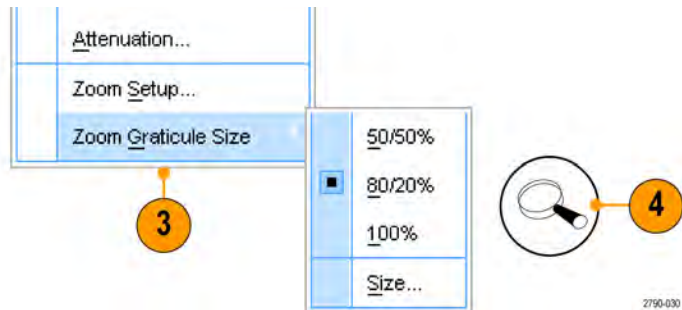 Attenuation...
Zoom Setup...
Zoom Graticule Size
50/50%
80/20%
100%
Size...
3
4
2790-030